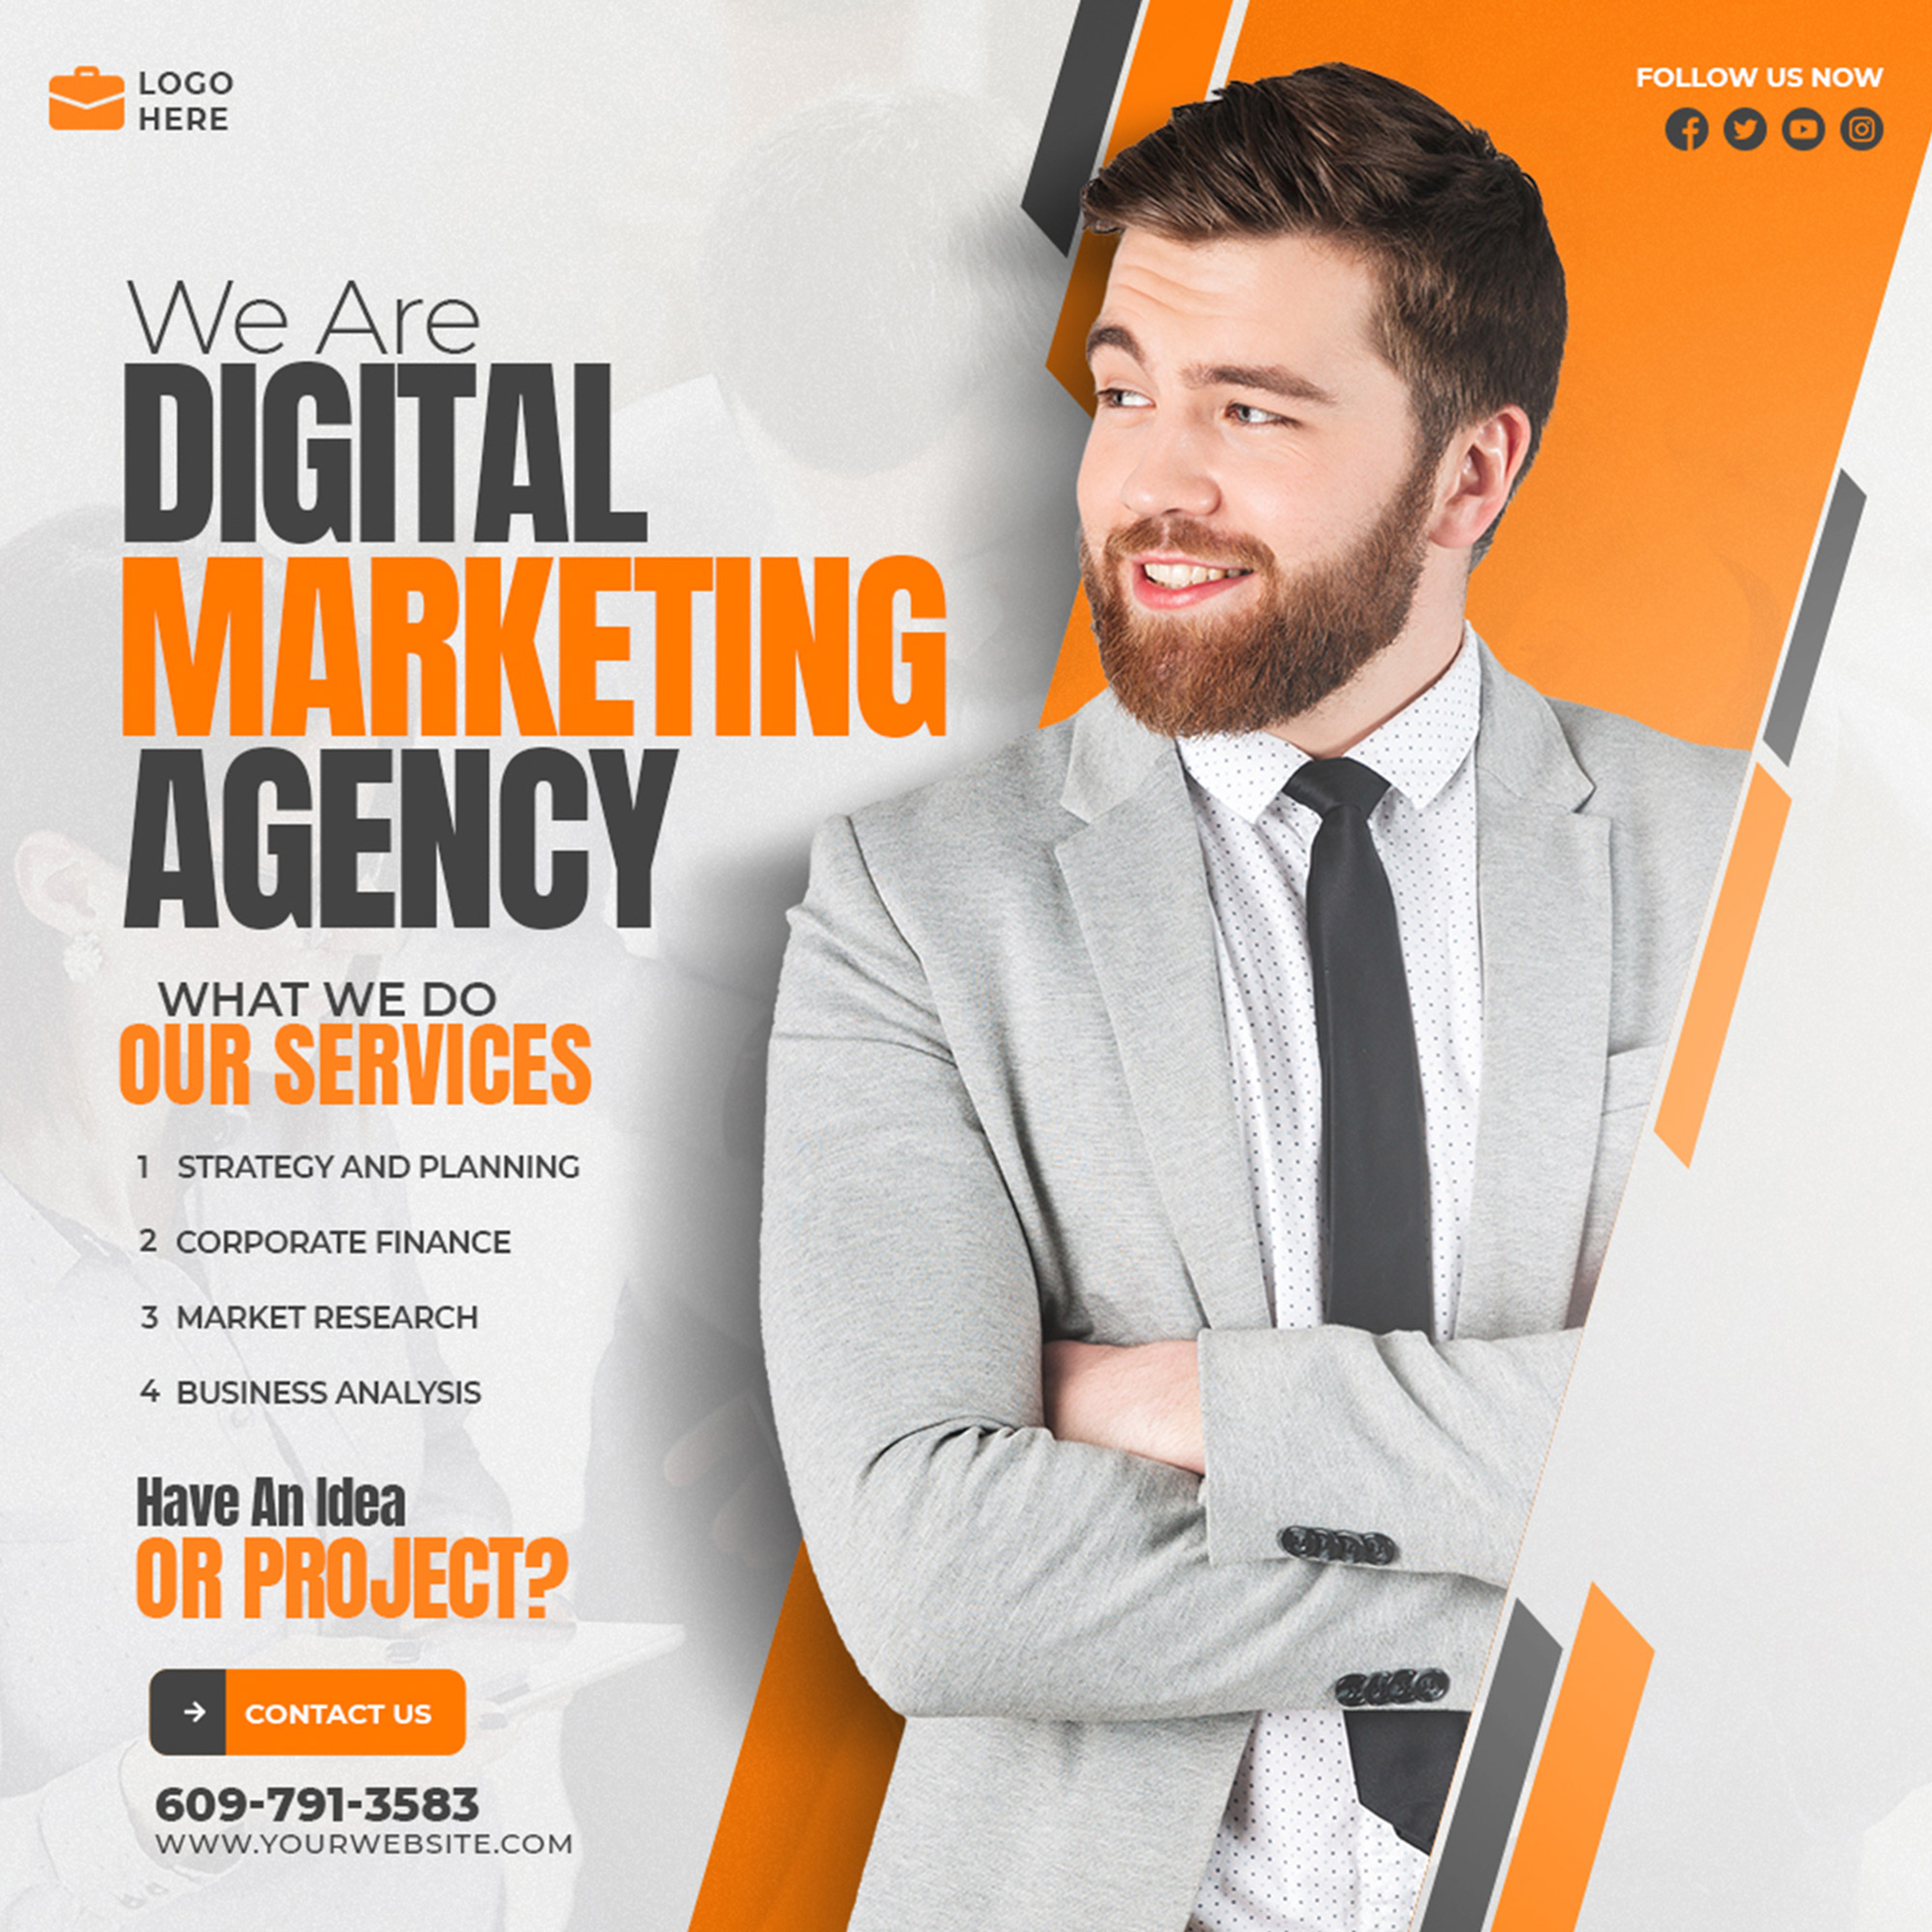 LOGO
HERE
FOLLOW US NOW
We Are
DIGITAL
MARKETING
AGENCY
WHAT WE DO
OUR SERVICES
1 STRATEGY AND PLANNING
2 CORPORATE FINANCE
3 MARKET RESEARCH
4 BUSINESS ANALYSIS
Have An Idea
OR PROJECT?
CONTACT US
609-791-3583
WWW.YOURWEBSITE.COM